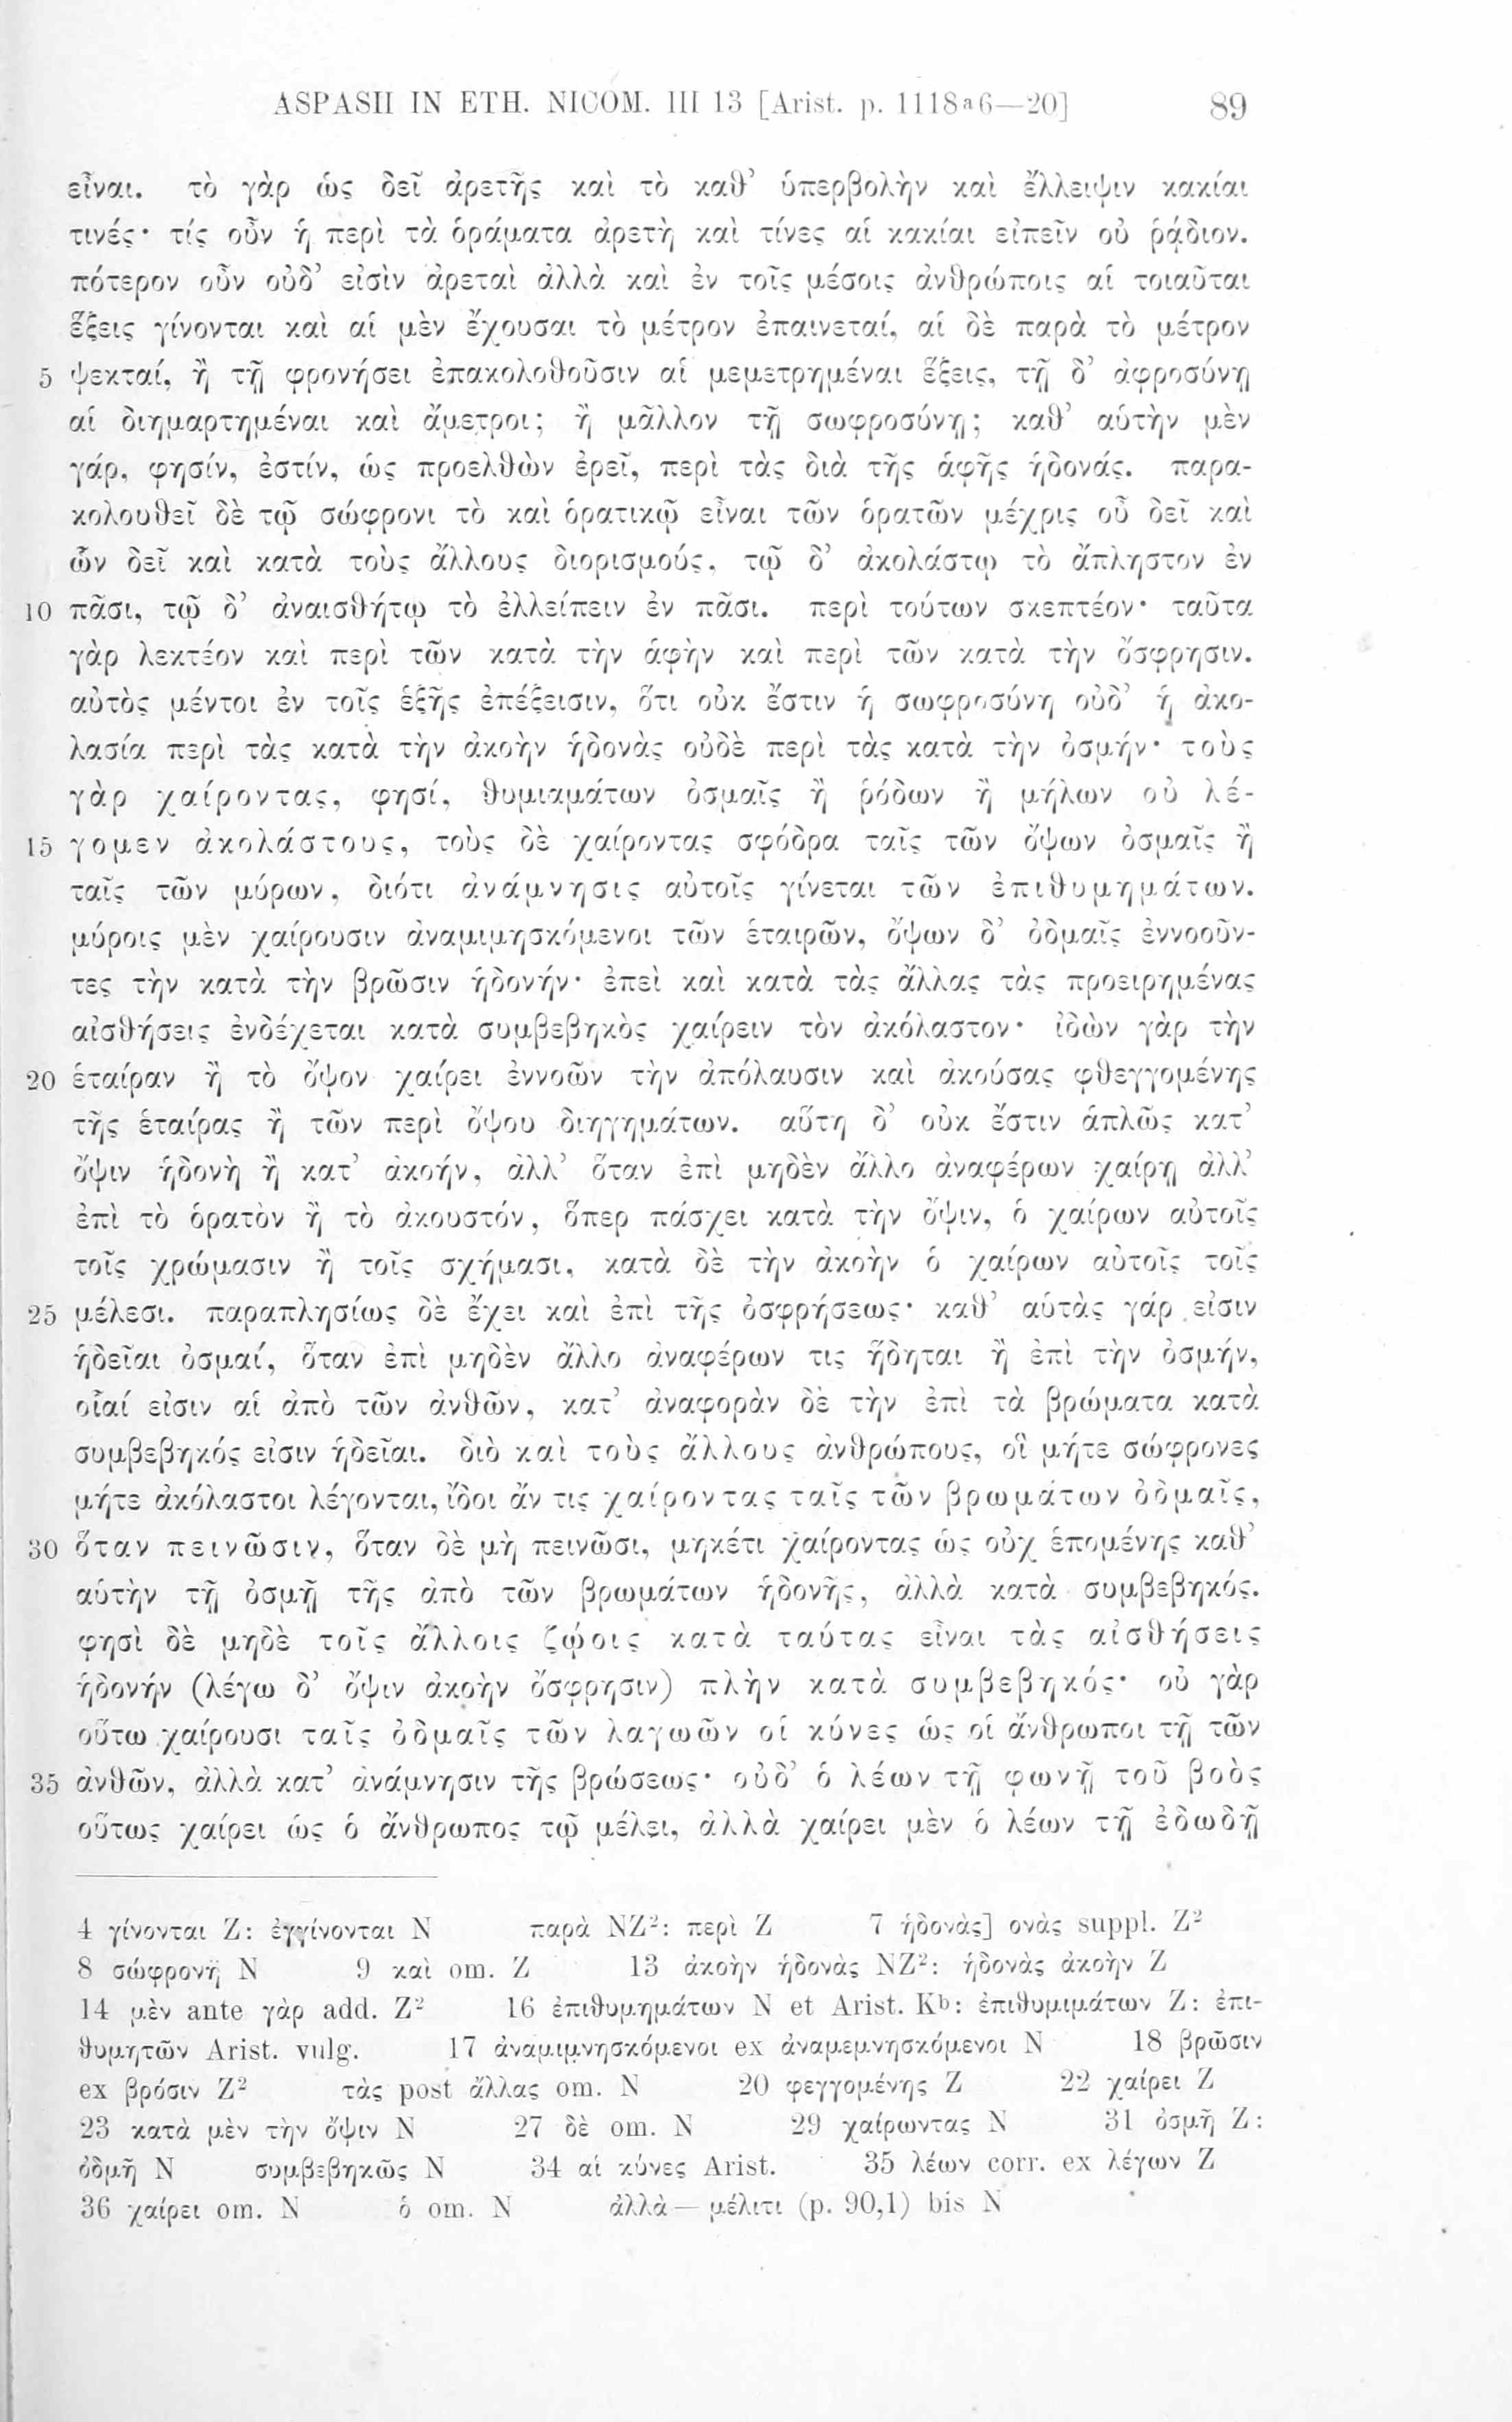 ASPASII IN ETH. NICOM. III 13 [Arist. p. 1118ᵃ6—20] 89
εἶναι. τὸ γὰρ ὡς δεῖ ἀρετῆς καὶ τὸ καθ’ ὑπερβολὴν καὶ ἔλλειψιν κακίαι
τινές· τίς οὖν ἡ περὶ τὰ ὁράματα ἀρετὴ καὶ τίνες αἱ κακίαι εἰπεῖν οὐ ῥᾴδιον.
πότερον οὖν οὐδ’ εἰσὶν ἀρεταὶ ἀλλὰ καὶ ἐν τοῖς μέσοις ἀνθρώποις αἱ τοιαῦται
ἕξεις γίνονται καὶ αἱ μὲν ἔχουσαι τὸ μέτρον ἐπαινεταί, αἱ δὲ παρὰ τὸ μέτρον
5 ψεκταί, ἢ τῇ φρονήσει ἐπακολοθοῦσιν αἱ μεμετρημέναι ἕξεις, τῇ δ’ ἀφροσύνῃ
αἱ διημαρτημέναι καὶ ἄμετροι; ἢ μᾶλλον τῇ σωφροσύνῃ; καθ’ αὑτὴν μὲν
γάρ, φησίν, ἐστίν, ὡς προελθὼν ἐρεῖ, περὶ τὰς διὰ τῆς ἁφῆς ἡδονάς. παρα-
κολουθεῖ δὲ τῷ σώφρονι τὸ καὶ ὁρατικῷ εἶναι τῶν ὁρατῶν μέχρις οὗ δεῖ καὶ
ὧν δεῖ καὶ κατὰ τοὺς ἄλλους διορισμούς, τῷ δ’ ἀκολάστῳ τὸ ἄπληστον ἐν
10 πᾶσι, τῷ δ’ ἀναισθήτῳ τὸ ἐλλείπειν ἐν πᾶσι. περὶ τούτων σκεπτέον· ταῦτα
γὰρ λεκτέον καὶ περὶ τῶν κατὰ τὴν ἁφὴν καὶ περὶ τῶν κατὰ τὴν ὄσφρησιν.
αὐτὸς μέντοι ἐν τοῖς ἑξῆς ἐπέξεισιν, ὅτι οὐκ ἔστιν ἡ σωφροσύνη οὐδ’ ἡ ἀκο-
λασία περὶ τὰς κατὰ τὴν ἀκοὴν ἡδονὰς οὐδὲ περὶ τὰς κατὰ τὴν ὀσμήν· τοὺς
γὰρ χαίροντας, φησί, θυμιαμάτων ὀσμαῖς ἢ ῥόδων ἢ μήλων οὐ λέ-
15 γομεν ἀκολάστους, τοὺς δὲ χαίροντας σφόδρα ταῖς τῶν ὄψων ὀσμαῖς ἢ
ταῖς τῶν μύρων, διότι ἀνάμνησις αὐτοῖς γίνεται τῶν ἐπιθυμημάτων.
μύροις μὲν χαίρουσιν ἀναμιμησκόμενοι τῶν ἑταιρῶν, ὄψων δ’ ὀδμαῖς ἐννοοῦν-
τες τὴν κατὰ τὴν βρῶσιν ἡδονήν· ἐπεὶ καὶ κατὰ τὰς ἄλλας τὰς προειρημένας
αἰσθήσεις ἐνδέχεται κατὰ συμβεβηκὸς χαίρειν τὸν ἀκόλαστον· ἰδὼν γὰρ τὴν
20 ἑταίραν ἢ τὸ ὄψον χαίρει ἐννοῶν τὴν ἀπόλαυσιν καὶ ἀκούσας φθεγγομένης
τῆς ἑταίρας ἢ τῶν περὶ ὄψου διηγημάτων. αὕτη δ’ οὐκ ἔστιν ἁπλῶς κατ’
ὄψιν ἡδονὴ ἢ κατ’ ἀκοήν, ἀλλ’ ὅταν ἐπὶ μηδὲν ἄλλο ἀναφέρων χαίρῃ ἀλλ’
ἐπὶ τὸ ὁρατὸν ἢ τὸ ἀκουστόν, ὅπερ πάσχει κατὰ τὴν ὄψιν, ὁ χαίρων αὐτοῖς
τοῖς χρώμασιν ἢ τοῖς σχήμασι, κατὰ δὲ τὴν ἀκοὴν ὁ χαίρων αὐτοῖς τοῖς
25 μέλεσι. παραπλησίως δὲ ἔχει καὶ ἐπὶ τῆς ὀσφρήσεως· καθ’ αὑτὰς γάρ εἰσιν
ἡδεῖαι ὀσμαί, ὅταν ἐπὶ μηδὲν ἄλλο ἀναφέρων τις ἥδηται ἢ ἐπὶ τὴν ὀσμήν,
οἷαί εἰσιν αἱ ἀπὸ τῶν ἀνθῶν, κατ’ ἀναφορὰν δὲ τὴν ἐπὶ τὰ βρώματα κατὰ
συμβεβηκός εἰσιν ἡδεῖαι. διὸ καὶ τοὺς ἄλλους ἀνθρώπους, οἳ μήτε σώφρονες
μήτε ἀκόλαστοι λέγονται, ἴδοι ἄν τις χαίροντας ταῖς τῶν βρωμάτων ὀδμαῖς,
30 ὅταν πεινῶσιν, ὅταν δὲ μὴ πεινῶσι, μηκέτι χαίροντας ὡς οὐχ ἑπομένης καθ’
αὑτὴν τῇ ὀσμῇ τῆς ἀπὸ τῶν βρωμάτων ἡδονῆς, ἀλλὰ κατὰ συμβεβηκός.
φησὶ δὲ μηδὲ τοῖς ἄλλοις ζῴοις κατὰ ταύτας εἶναι τὰς αἰσθήσεις
ἡδονήν (λέγω δ’ ὄψιν ἀκοὴν ὄσφρησιν) πλὴν κατὰ συμβεβηκός· οὐ γὰρ
οὕτω χαίρουσι ταῖς ὀδμαῖς τῶν λαγωῶν οἱ κύνες ὡς οἱ ἄνθρωποι τῇ τῶν
35 ἀνθῶν, ἀλλὰ κατ’ ἀνάμνησιν τῆς βρώσεως· οὐδ’ ὁ λέων τῇ φωνῇ τοῦ βοὸς
οὕτως χαίρει ὡς ὁ ἄνθρωπος τῷ μέλει, ἀλλὰ χαίρει μὲν ὁ λέων τῇ ἐδωδῇ
4 γίνονται Z: ἐγγίνονται N παρὰ NZ²: περὶ Z 7 ἡδονὰς] ονὰς suppl. Z²
8 σώφρονῃ N 9 καὶ om. Z 13 ἀκοὴν ἡδονὰς NZ²: ἡδονὰς ἀκοὴν Z
14 μὲν ante γὰρ add. Z² 16 ἐπιθυμημάτων N et Arist. Kᵇ: ἐπιθυμιμάτων Z: ἐπι-
θυμητῶν Arist. vulg. 17 ἀναμιμνησκόμενοι ex ἀναμεμνησκόμενοι N 18 βρῶσιν
ex βρόσιν Z² τὰς post ἄλλας om. N 20 φεγγομένης Z 22 χαίρει Z
23 κατὰ μὲν τὴν ὄψιν N 27 δὲ om. N 29 χαίρωντας N 31 ὀσμῇ Z:
ὀδμῇ N συμβεβηκῶς N 34 αἱ κύνες Arist. 35 λέων corr. ex λέγων Z
36 χαίρει om. N ὁ om. N ἀλλὰ — μέλιτι (p. 90,1) bis N